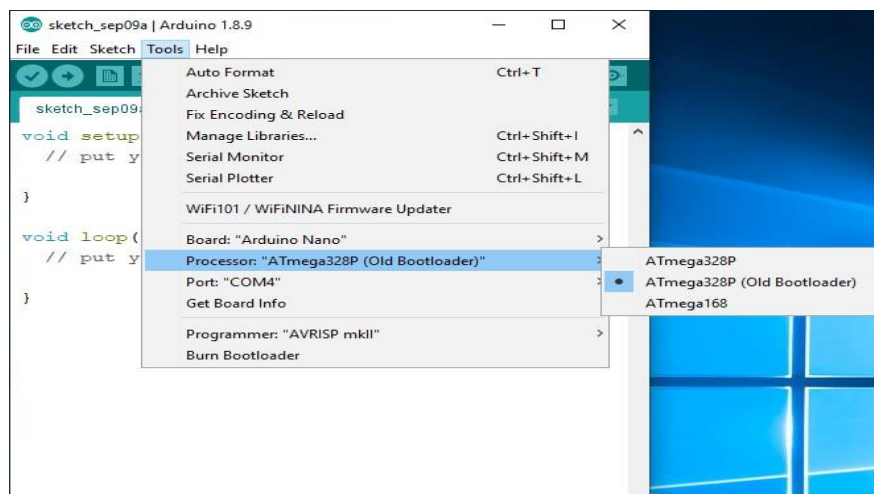 sketch_sep09a | Arduino 1.8.9
File Edit Sketch Tools Help
sketch_sep09a
void setup
// put y
}
void loop(
// put y
}
Auto Format Ctrl+T
Archive Sketch
Fix Encoding & Reload
Manage Libraries... Ctrl+Shift+I
Serial Monitor Ctrl+Shift+M
Serial Plotter Ctrl+Shift+L
WiFi101 / WiFiNINA Firmware Updater
Board: "Arduino Nano"
Processor: "ATmega328P (Old Bootloader)"
Port: "COM4"
Get Board Info
Programmer: "AVRISP mkII"
Burn Bootloader
ATmega328P
ATmega328P (Old Bootloader)
ATmega168